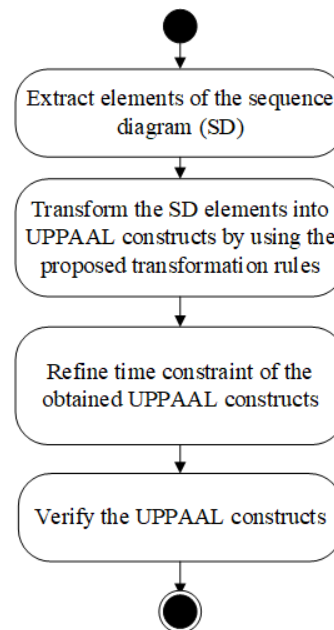 Extract elements of the sequence
diagram (SD)
Transform the SD elements into
UPPAAL constructs by using the
proposed transformation rules
Refine time constraint of the
obtained UPPAAL constructs
Verify the UPPAAL constructs